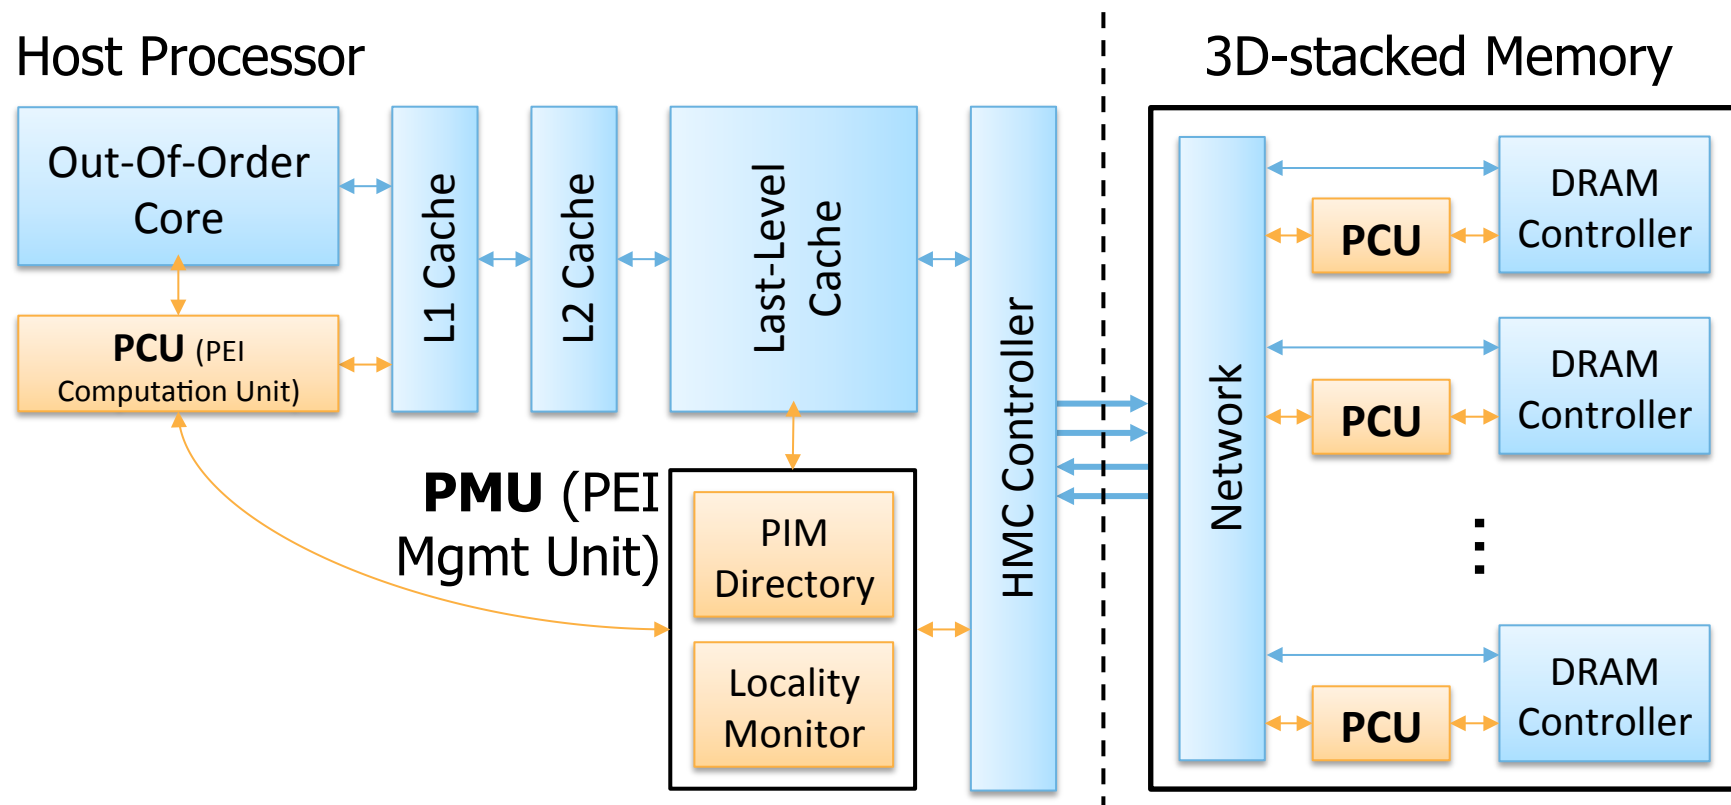 Host Processor
3D-stacked Memory
Out-Of-Order
Core
PCU (PEI
Computation Unit)
L1 Cache
L2 Cache
Last-Level
Cache
PMU (PEI
Mgmt Unit)
PIM
Directory
Locality
Monitor
HMC Controller
Network
PCU
DRAM
Controller
PCU
DRAM
Controller
...
PCU
DRAM
Controller